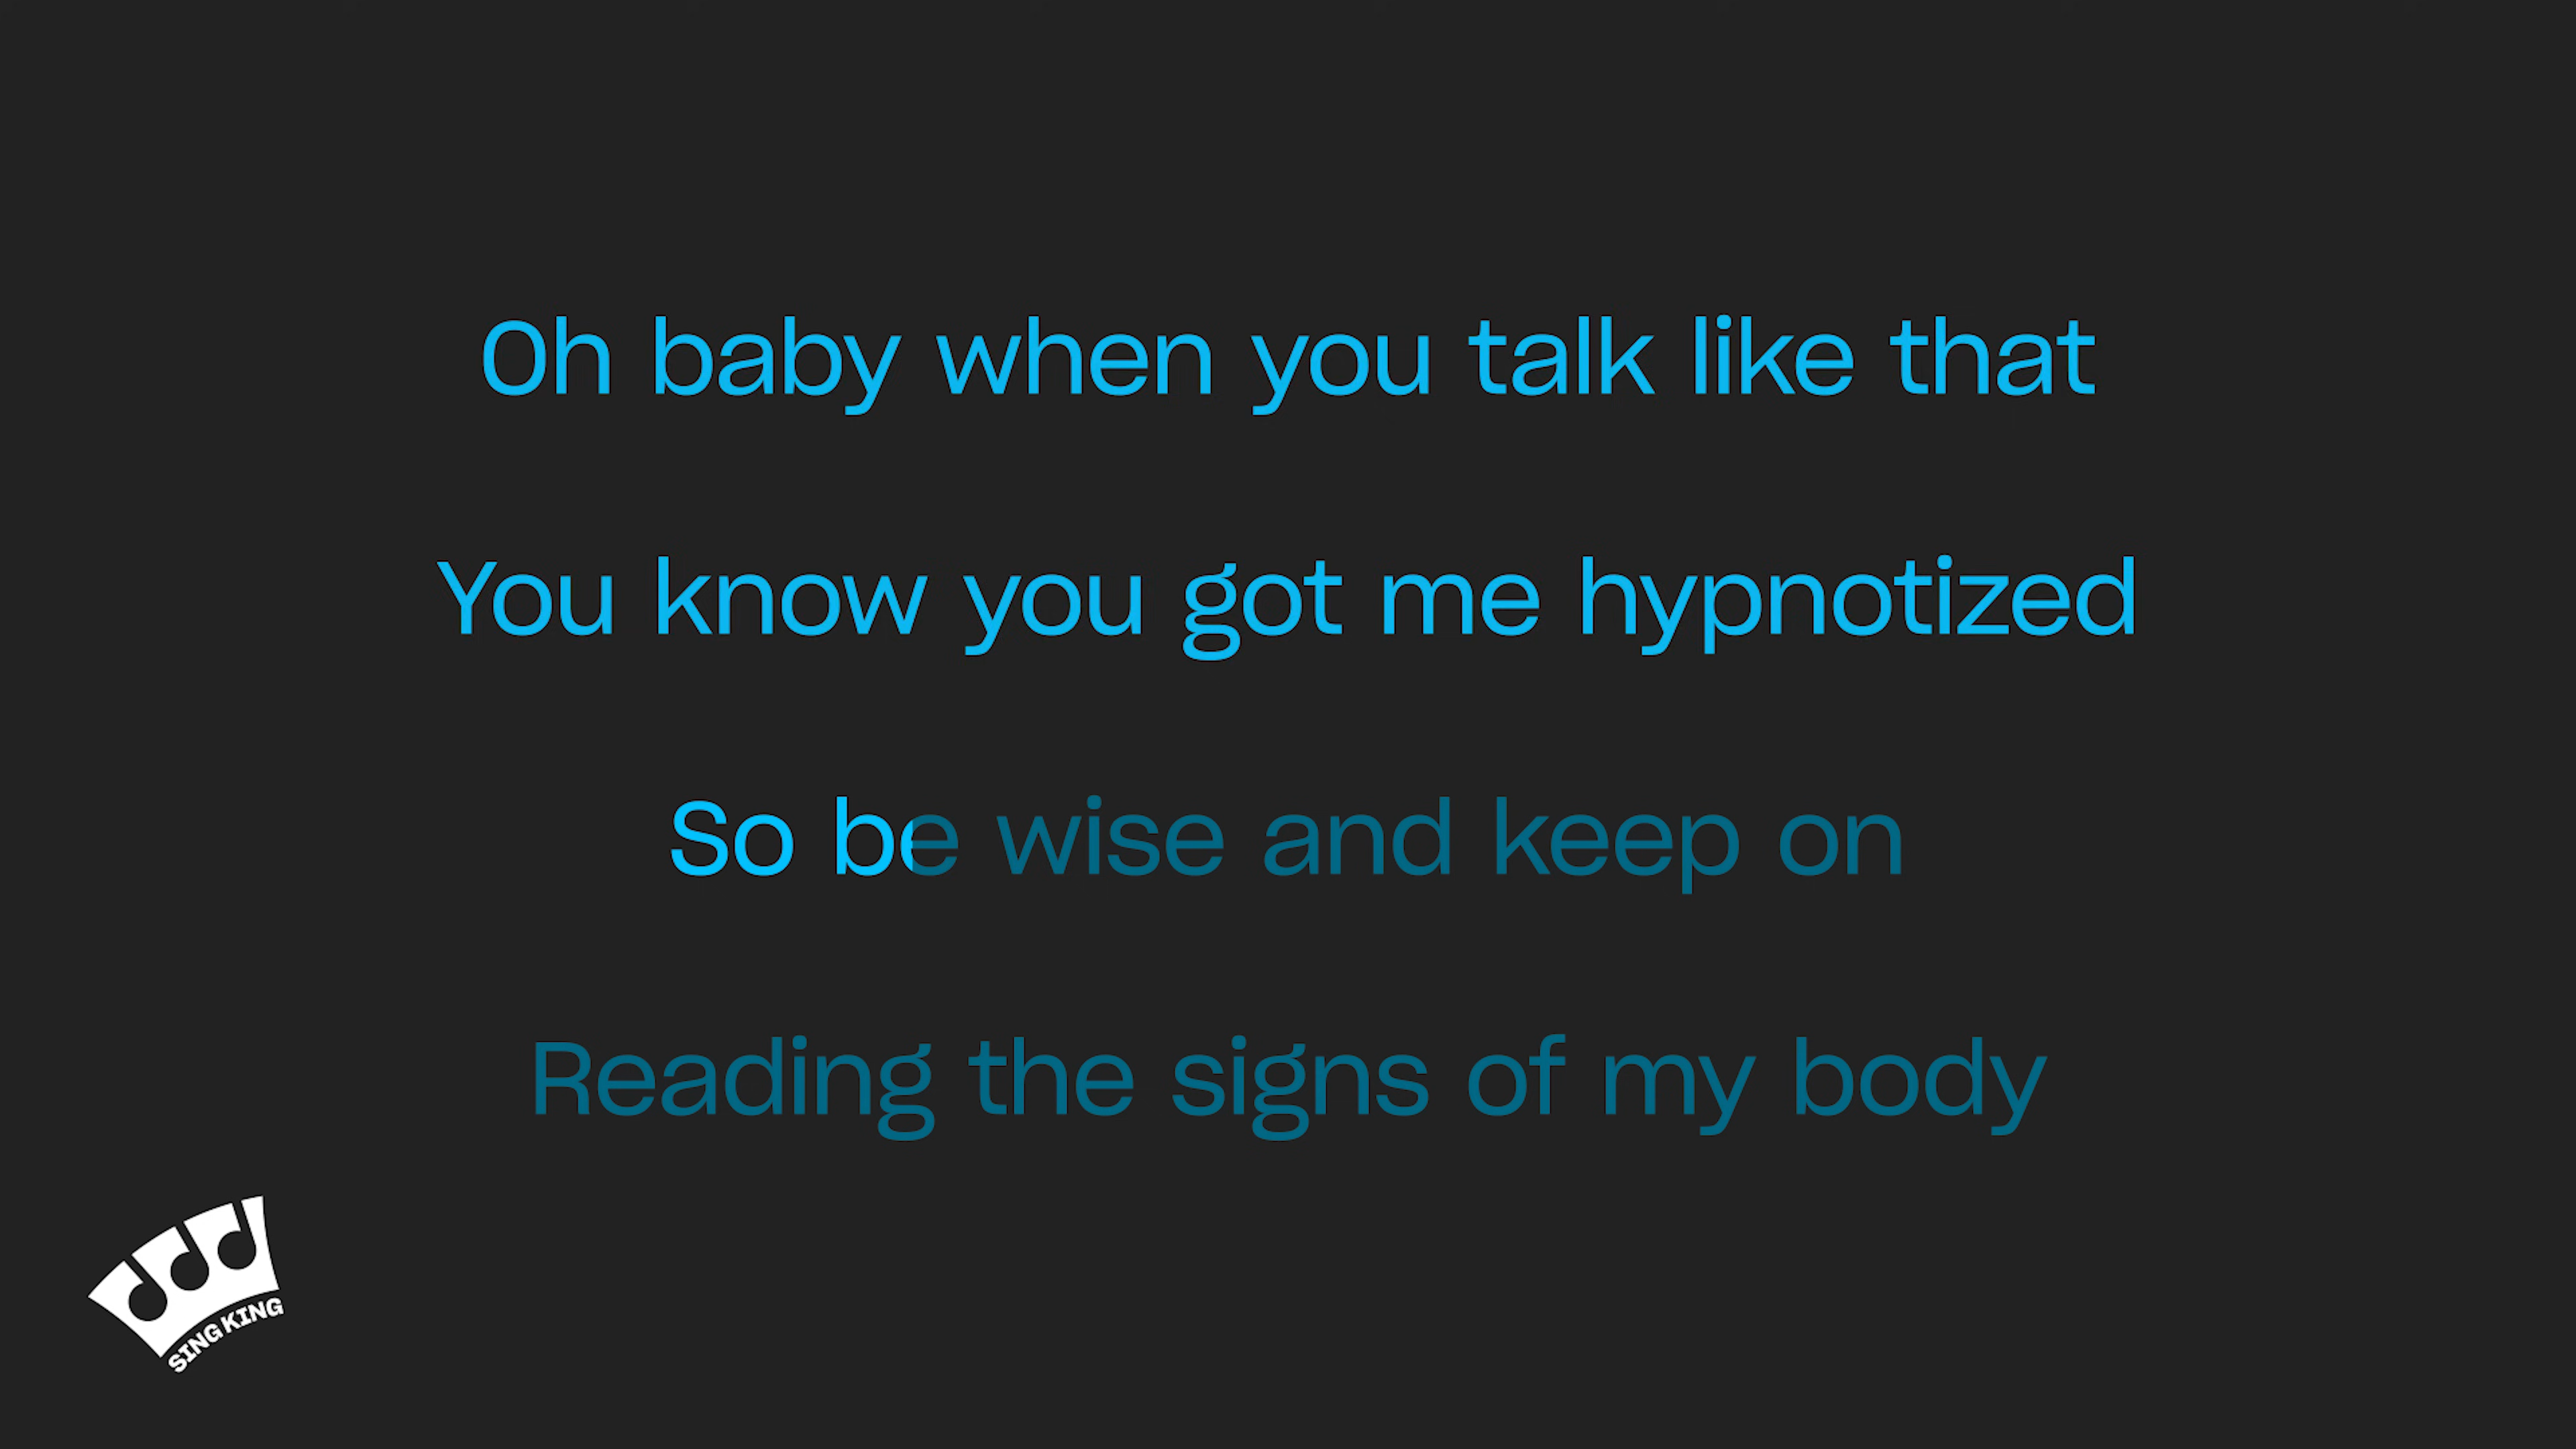 Oh baby when you talk like that
You know you got me hypnotized
So be wise and keep on
Reading the signs of my body
SING KING